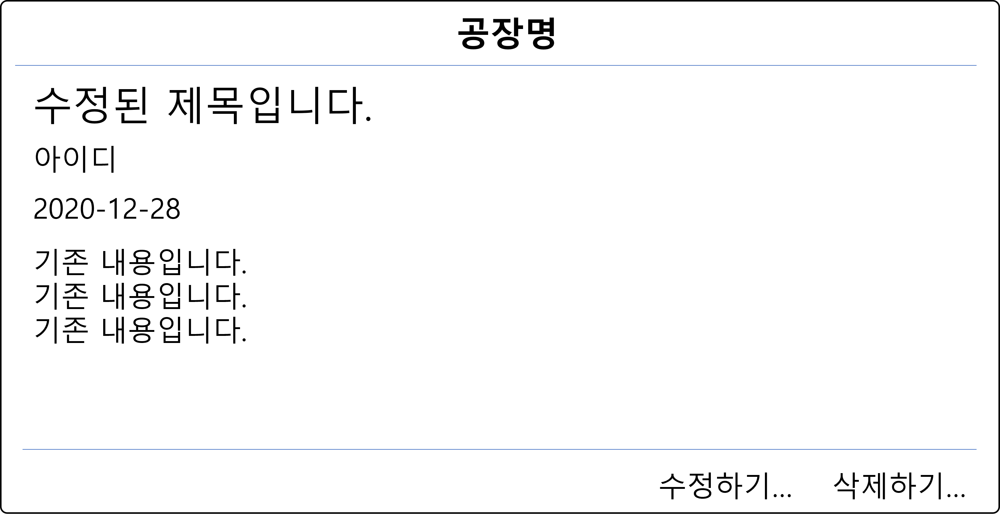 공장명
수정된 제목입니다.
아이디
2020-12-28
기존 내용입니다.
기존 내용입니다.
기존 내용입니다.
수정하기... 삭제하기...